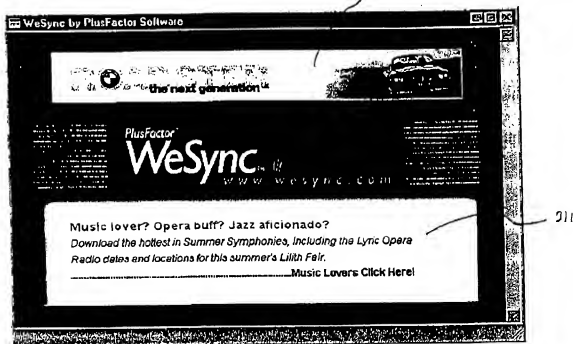 WeSync by PlusFactor Software
the next generation
PlusFactor
WeSync
www.wesync.com
Music lover? Opera buff? Jazz aficionado?
Download the hottest in Summer Symphonies, including the Lyric Opera
Radio dates and locations for this summer's Lilith Fair.
Music Lovers Click Here!
911